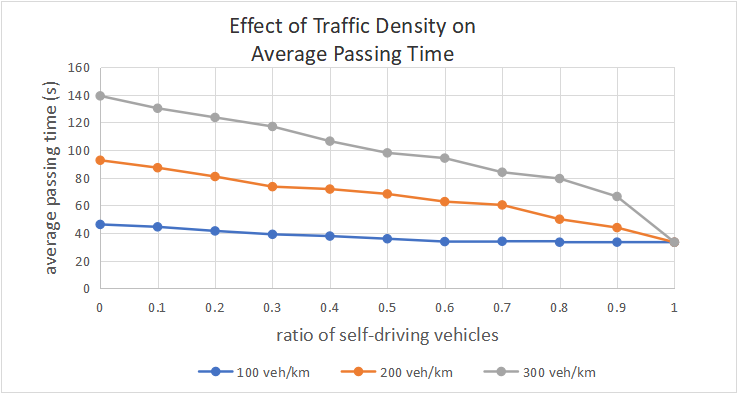 Effect of Traffic Density on
Average Passing Time
average passing time (s)
160
140
120
100
80
60
40
20
0
0 0.1 0.2 0.3 0.4 0.5 0.6 0.7 0.8 0.9 1
ratio of self-driving vehicles
100 veh/km 200 veh/km 300 veh/km